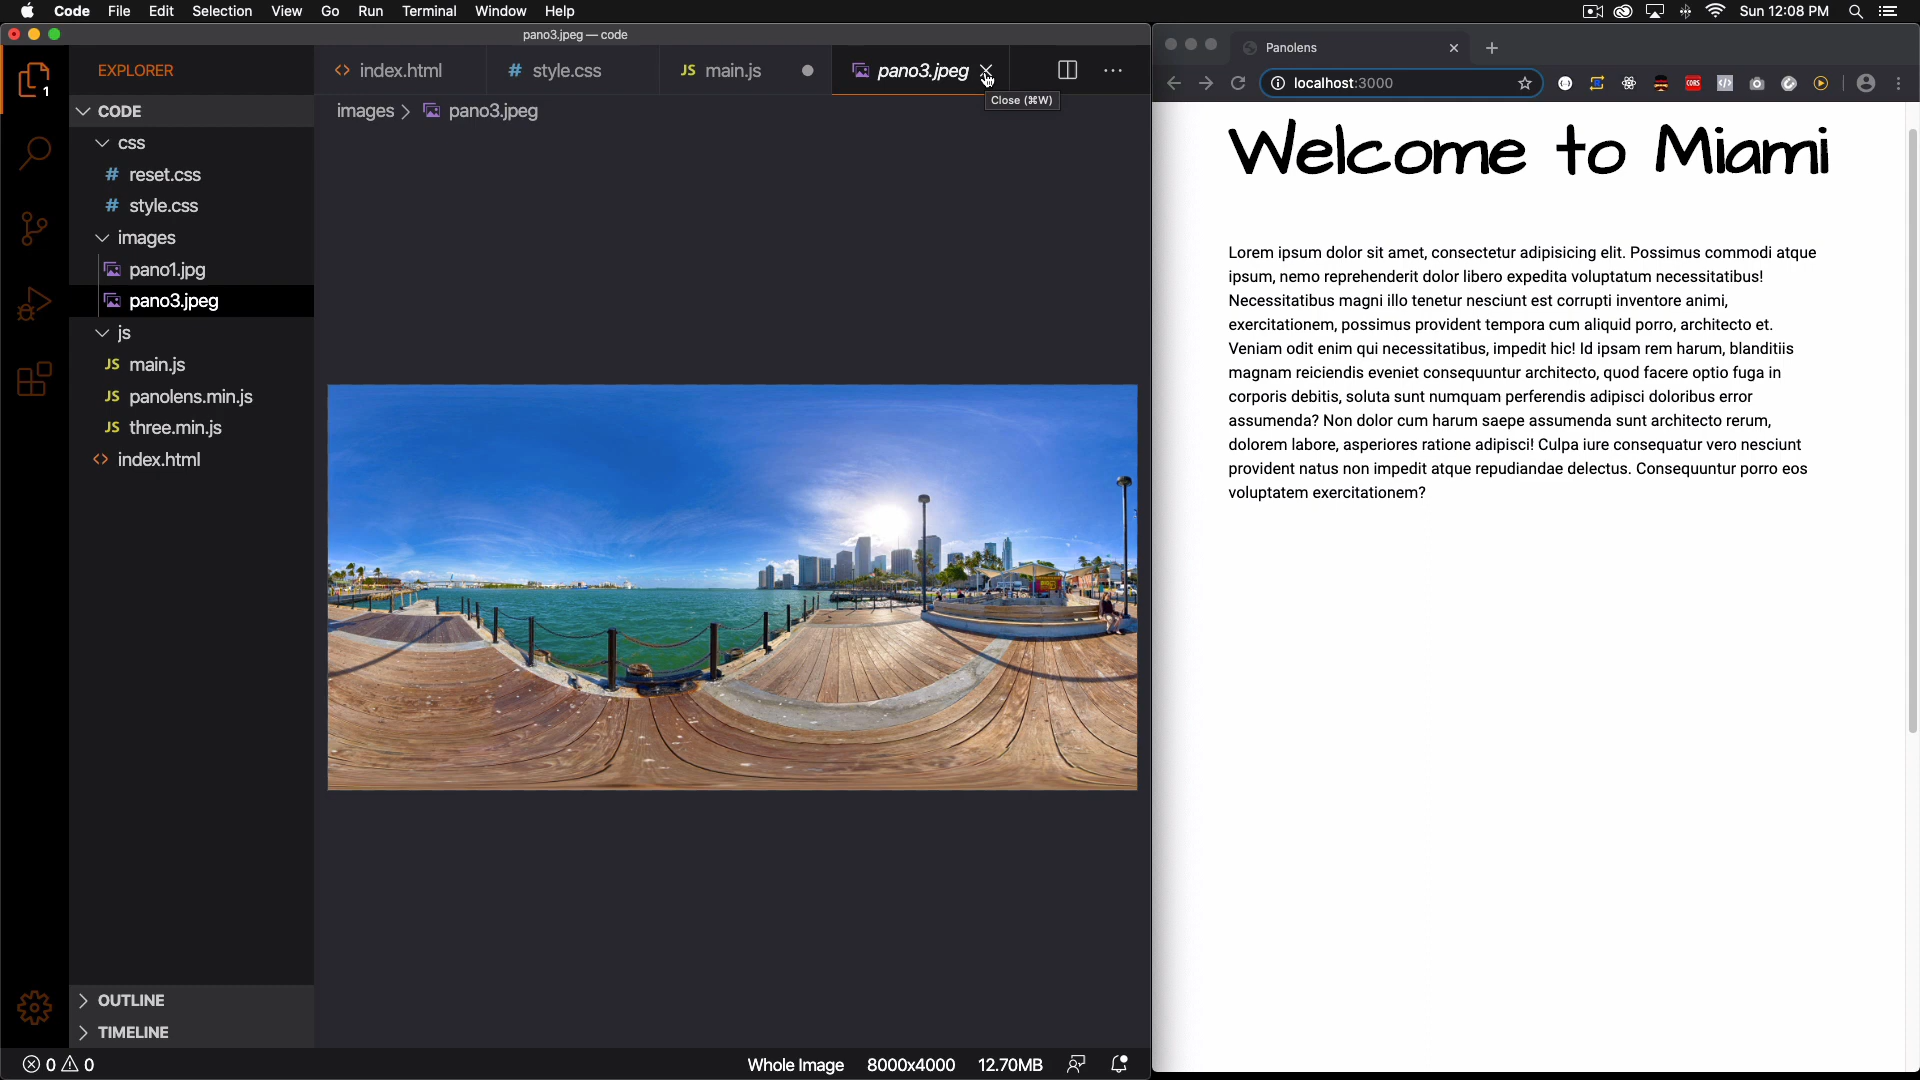 Code File Edit Selection View Go Run Terminal Window Help
Sun 12:08 PM
pano3.jpeg — code
EXPLORER
1
CODE
css
# reset.css
# style.css
images
pano1.jpg
pano3.jpeg
js
JS main.js
JS panolens.min.js
JS three.min.js
<> index.html
OUTLINE
TIMELINE
<> index.html # style.css JS main.js pano3.jpeg
Close (⌘W)
images > pano3.jpeg
0 0
Whole Image 8000x4000 12.70MB
Panolens
localhost:3000
CORS
Welcome to Miami
Lorem ipsum dolor sit amet, consectetur adipisicing elit. Possimus commodi atque
ipsum, nemo reprehenderit dolor libero expedita voluptatum necessitatibus!
Necessitatibus magni illo tenetur nesciunt est corrupti inventore animi,
exercitationem, possimus provident tempora cum aliquid porro, architecto et.
Veniam odit enim qui necessitatibus, impedit hic! Id ipsam rem harum, blanditiis
magnam reiciendis eveniet consequuntur architecto, quod facere optio fuga in
corporis debitis, soluta sunt numquam perferendis adipisci doloribus error
assumenda? Non dolor cum harum saepe assumenda sunt architecto rerum,
dolorem labore, asperiores ratione adipisci! Culpa iure consequatur vero nesciunt
provident natus non impedit atque repudiandae delectus. Consequuntur porro eos
voluptatem exercitationem?